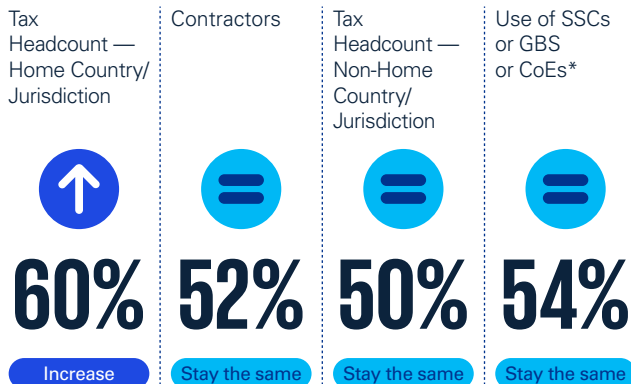 Tax
Headcount —
Home Country/
Jurisdiction
60%
Increase
Contractors
52%
Stay the same
Tax
Headcount —
Non-Home
Country/
Jurisdiction
50%
Stay the same
Use of SSCs
or GBS
or CoEs*
54%
Stay the same